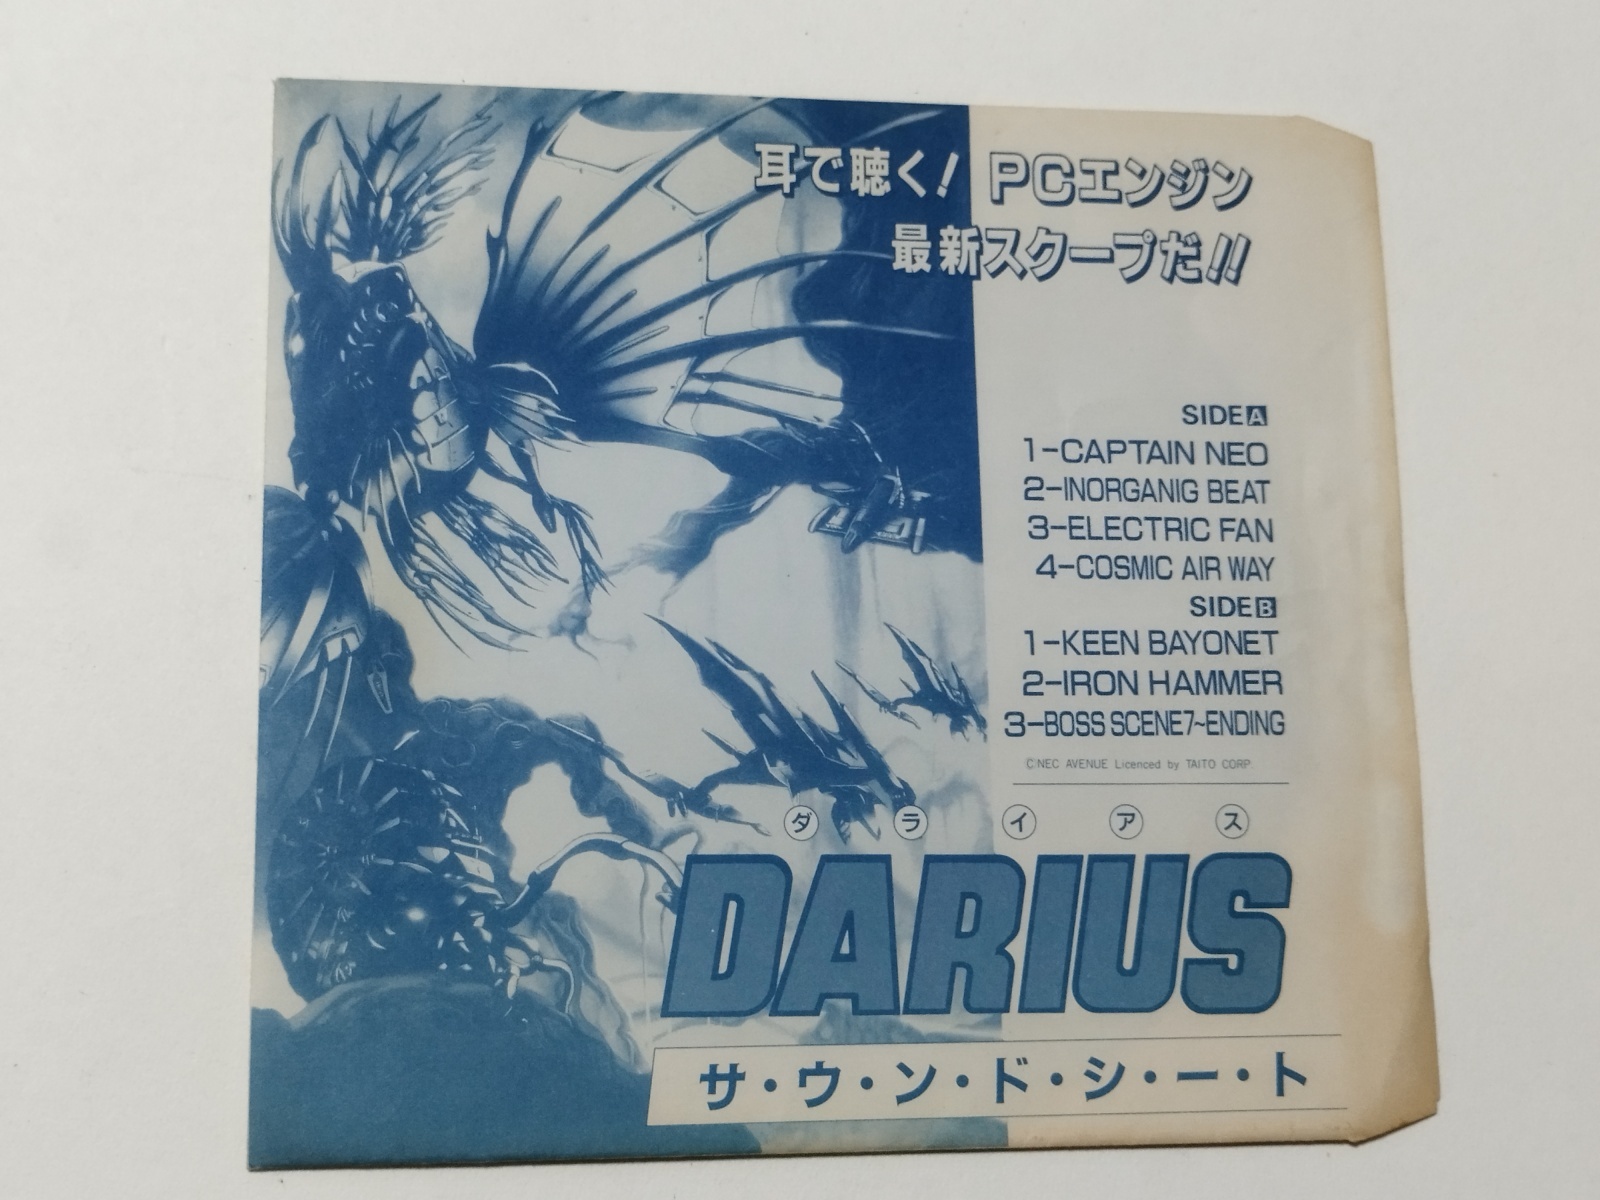 耳で聴く! PCエンジン
最新スクープだ!!
SIDE A
1-CAPTAIN NEO
2-INORGANIG BEAT
3-ELECTRIC FAN
4-COSMIC AIR WAY
SIDE B
1-KEEN BAYONET
2-IRON HAMMER
3-BOSS SCENE7~ENDING
©NEC AVENUE Licenced by TAITO CORP
ダ ラ イ ア ス
DARIUS
サ・ウ・ン・ド・シ・ー・ト